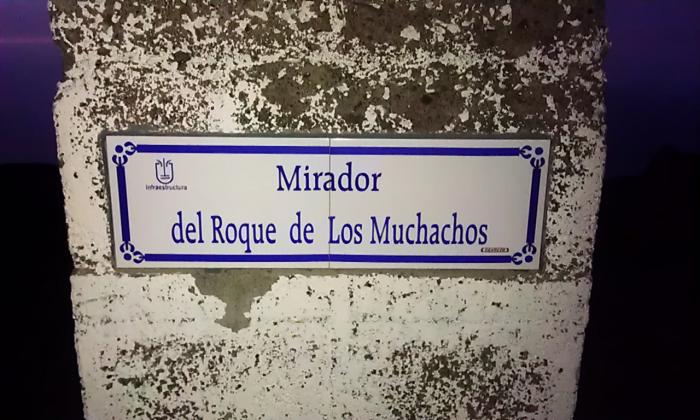 Mirador
del Roque de Los Muchachos
Infraestructura